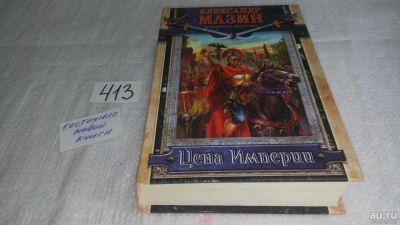 АЛЕКСАНДР
МАЗИН
413
состояние
новой
книги
Цена Империи
au.ru